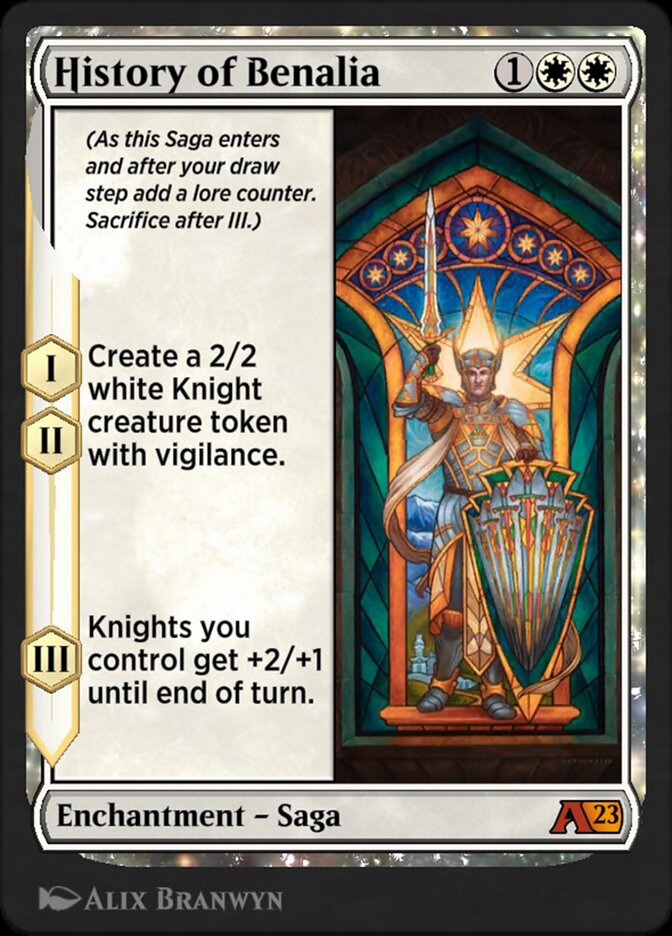 History of Benalia 1
(As this Saga enters
and after your draw
step add a lore counter.
Sacrifice after III.)
I
II
Create a 2/2
white Knight
creature token
with vigilance.
III
Knights you
control get +2/+1
until end of turn.
Enchantment – Saga
A23
Alix Branwyn